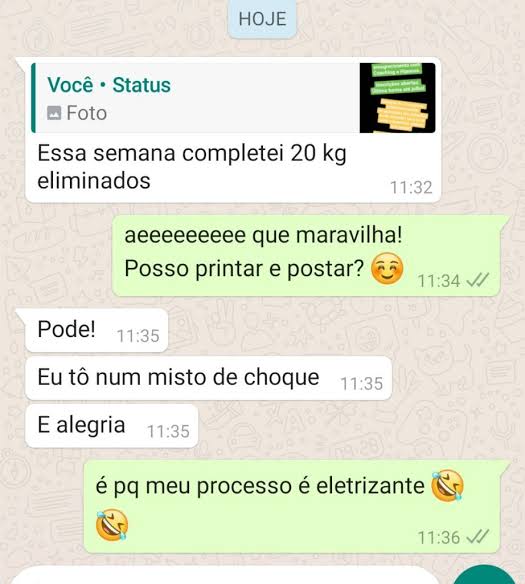 HOJE
Você • Status
Foto
Essa semana completei 20 kg
eliminados
11:32
aeeeeeeeee que maravilha!
Posso printar e postar? 😊
11:34
Pode! 11:35
Eu tô num misto de choque 11:35
E alegria 11:35
é pq meu processo é eletrizante 🤣
🤣
11:36